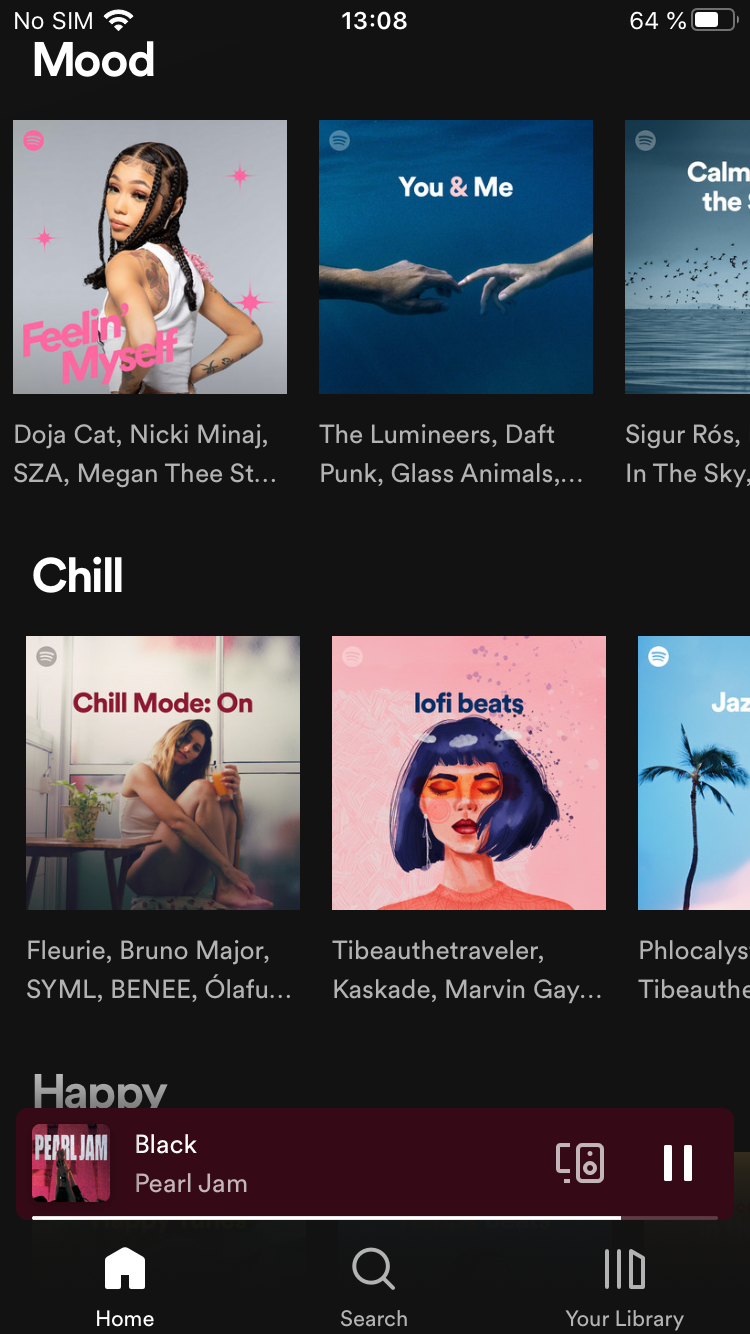 No SIM 13:08 64 %
Mood
Feelin'
Myself
You & Me
Calm
the
Doja Cat, Nicki Minaj,
SZA, Megan Thee St...
The Lumineers, Daft
Punk, Glass Animals,...
Sigur Rós,
In The Sky,
Chill
Chill Mode: On
lofi beats
Jaz
Fleurie, Bruno Major,
SYML, BENEE, Ólafu...
Tibeauthetraveler,
Kaskade, Marvin Gay...
Phlocalys
Tibeauthe
Happy
PEARL JAM
Black
Pearl Jam
Home
Search
Your Library